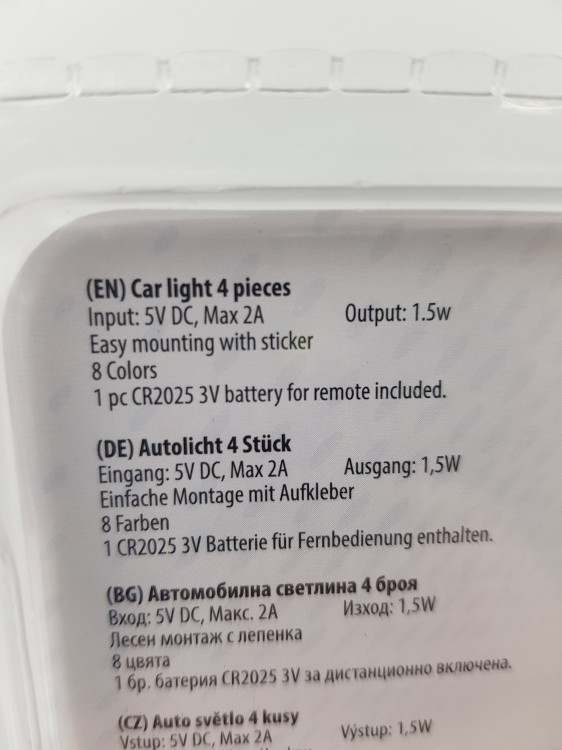 (EN) Car light 4 pieces
Input: 5V DC, Max 2A Output: 1.5w
Easy mounting with sticker
8 Colors
1 pc CR2025 3V battery for remote included.
(DE) Autolicht 4 Stück
Eingang: 5V DC, Max 2A Ausgang: 1,5W
Einfache Montage mit Aufkleber
8 Farben
1 CR2025 3V Batterie für Fernbedienung enthalten.
(BG) Автомобилна светлина 4 броя
Вход: 5V DC, Макс. 2A Изход: 1,5W
Лесен монтаж с лепенка
8 цвята
1 бр. батерия CR2025 3V за дистанционно включена.
(CZ) Auto světlo 4 kusy
Vstup: 5V DC, Max 2A Výstup: 1,5W